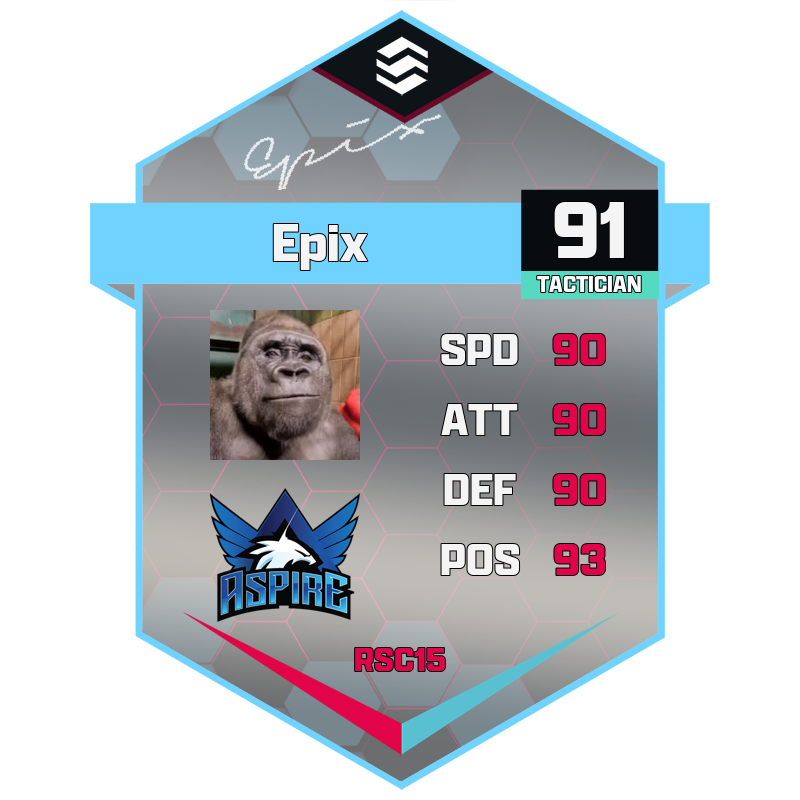 Epix
Epix
91
TACTICIAN
SPD 90
ATT 90
DEF 90
POS 93
ASPIRE
RSC15